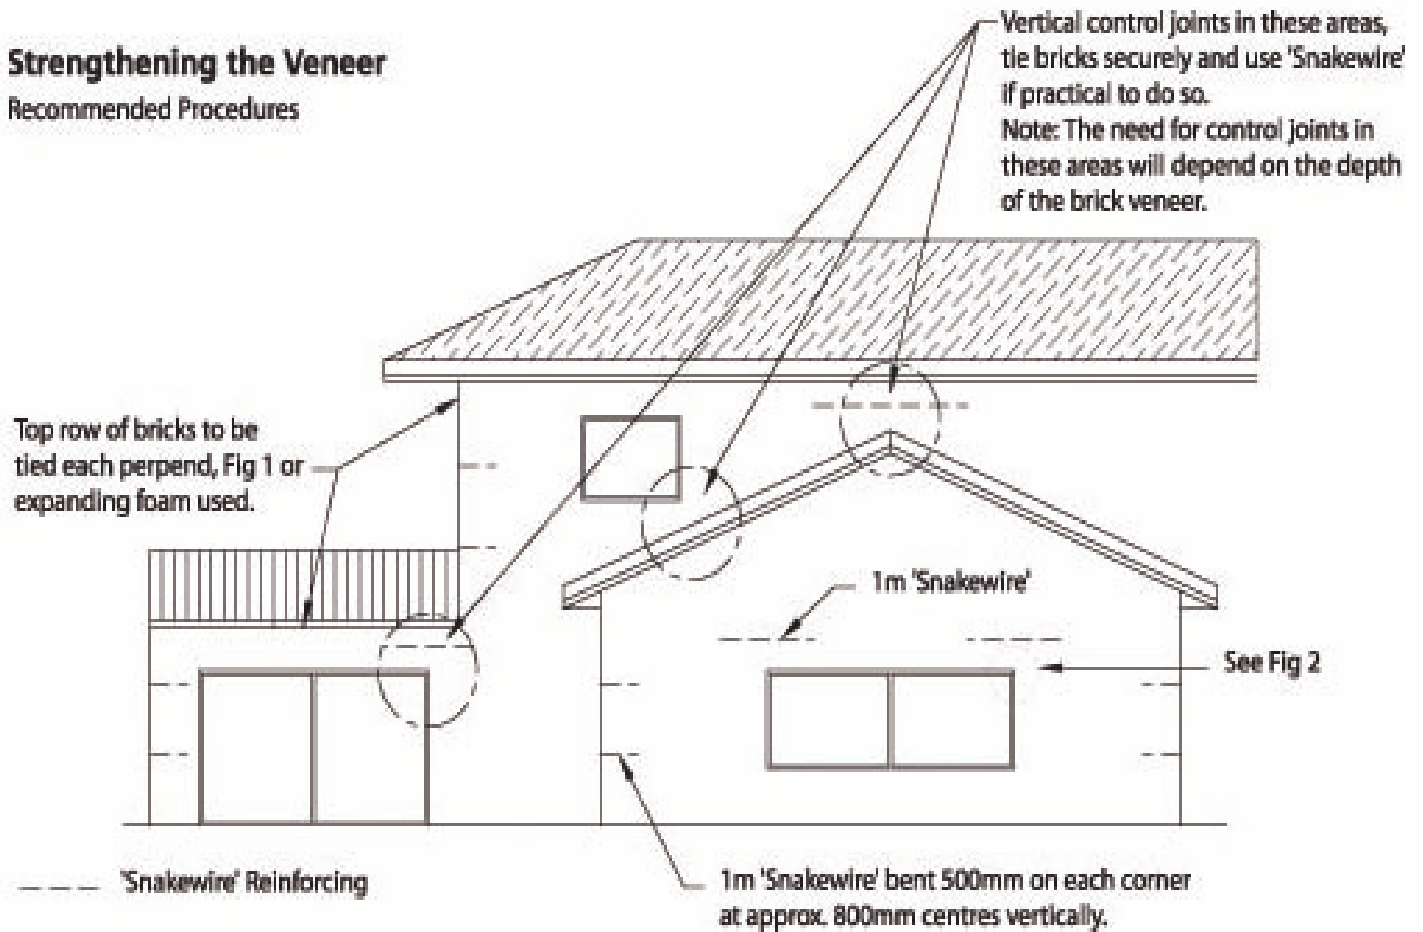 Strengthening the Veneer
Recommended Procedures
Vertical control joints in these areas,
tie bricks securely and use 'Snakewire'
if practical to do so.
Note: The need for control joints in
these areas will depend on the depth
of the brick veneer.
Top row of bricks to be
tied each perpend, Fig 1 or
expanding foam used.
1m 'Snakewire'
See Fig 2
'Snakewire' Reinforcing
1m 'Snakewire' bent 500mm on each corner
at approx. 800mm centres vertically.